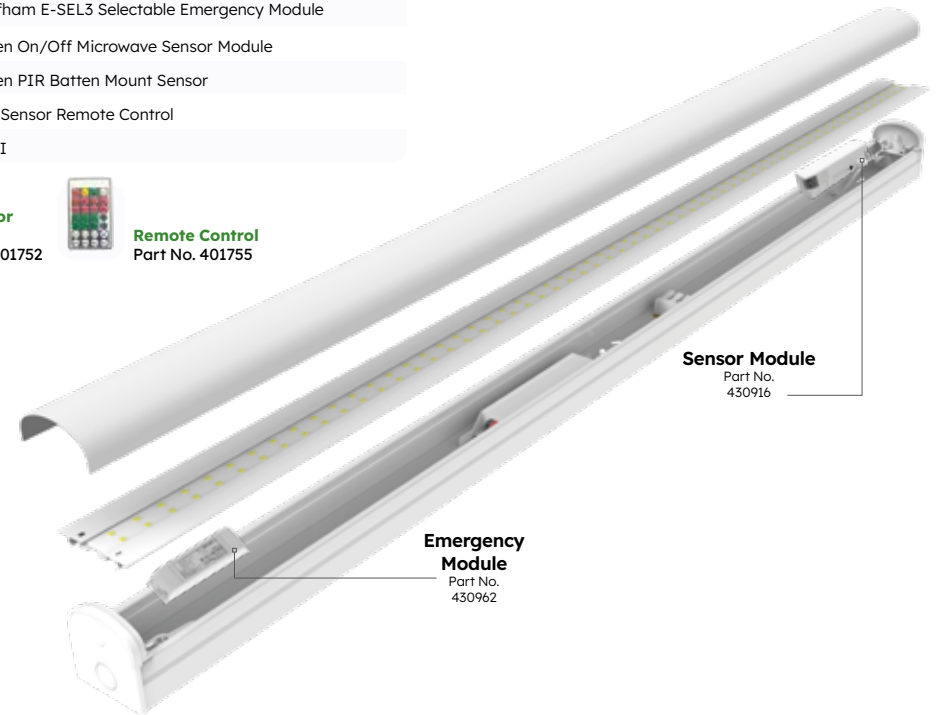 fham E-SEL3 Selectable Emergency Module
en On/Off Microwave Sensor Module
en PIR Batten Mount Sensor
Sensor Remote Control
I
or
01752
Remote Control
Part No. 401755
Sensor Module
Part No.
430916
Emergency
Module
Part No.
430962